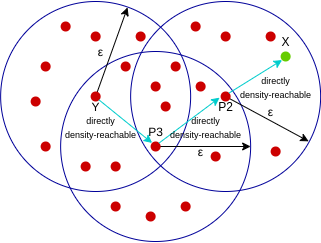 X
ε
directly
density-reachable
Y
P2
ε
directly
density-reachable
directly
density-reachable
P3
ε